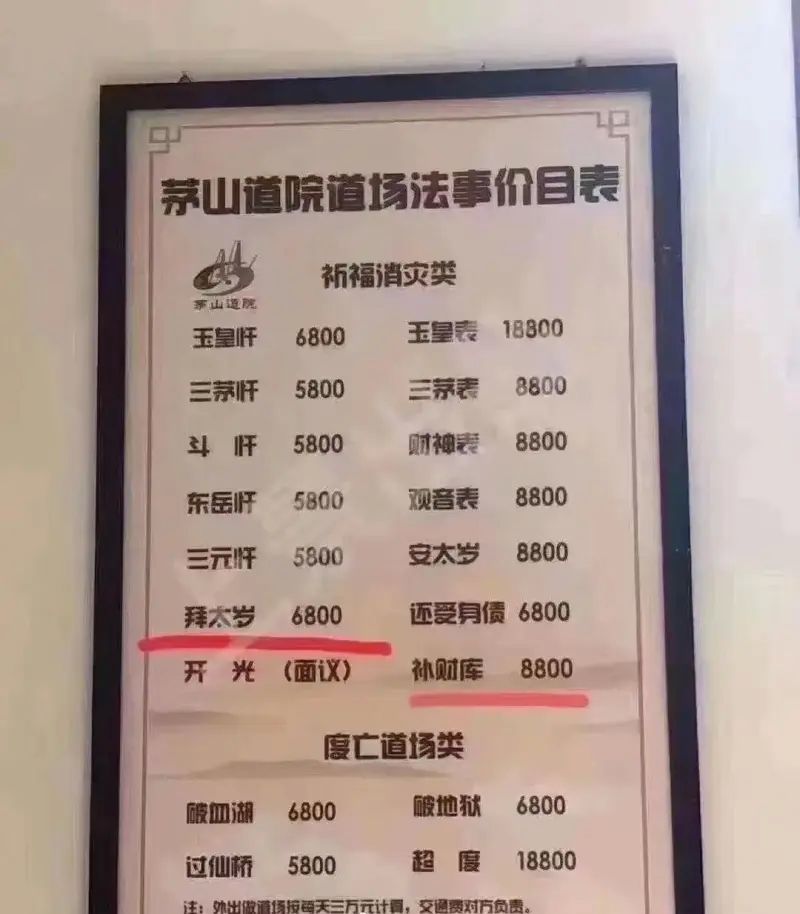 茅山道院道场法事价目表
茅山道院
祈福消灾类
玉皇忏 6800 玉皇表 18800
三茅忏 5800 三茅表 8800
斗 忏 5800 财神表 8800
东岳忏 5800 观音表 8800
三元忏 5800 安太岁 8800
拜太岁 6800 还受身债 6800
开 光 (面议) 补财库 8800
度亡道场类
破血湖 6800 破地狱 6800
过仙桥 5800 超 度 18800
注：外出做道场按每天三万元计算，交通费对方负责。